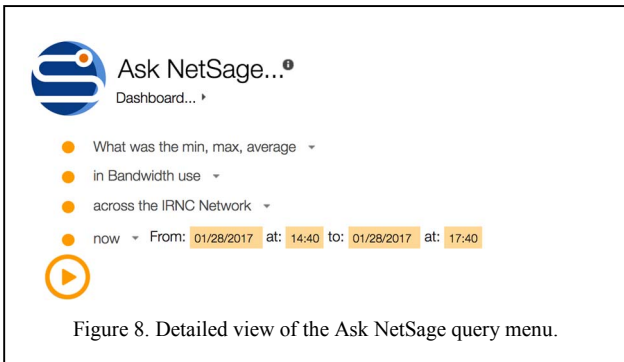 Ask NetSage...
Dashboard...
What was the min, max, average
in Bandwidth use
across the IRNC Network
now From: 01/28/2017 at: 14:40 to: 01/28/2017 at: 17:40
Figure 8. Detailed view of the Ask NetSage query menu.